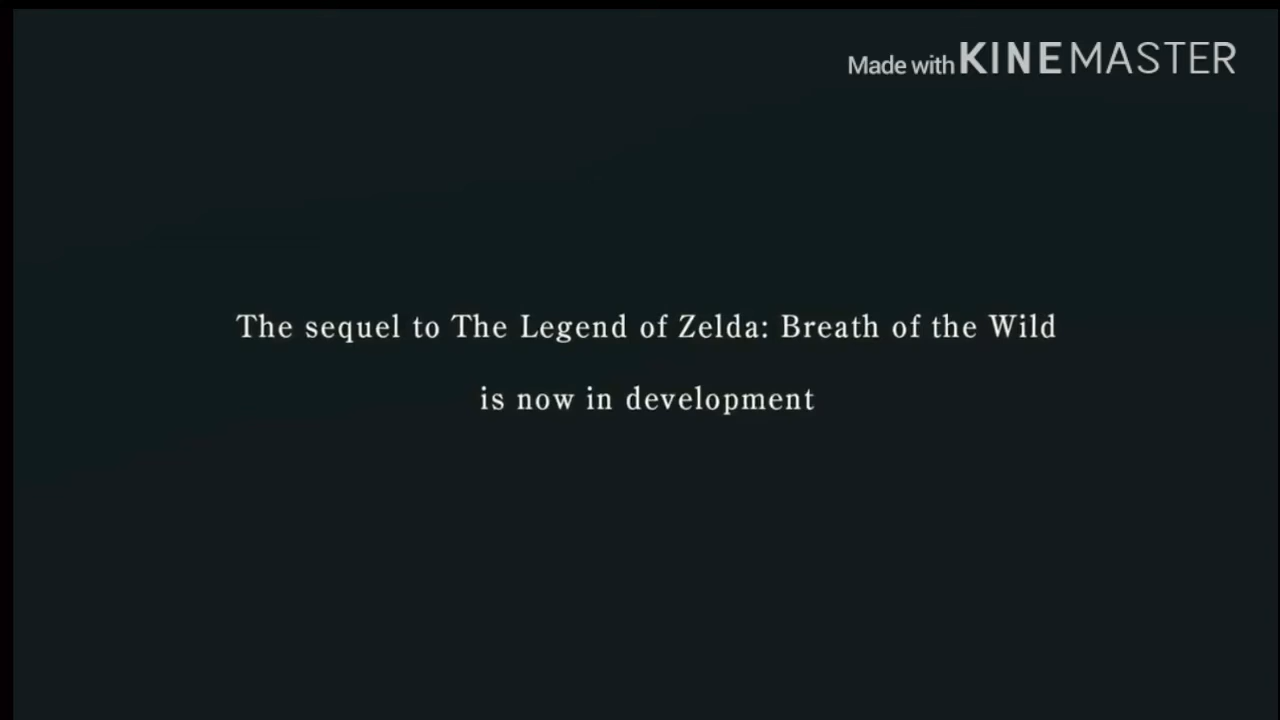 Made with KINEMASTER
The sequel to The Legend of Zelda: Breath of the Wild
is now in development